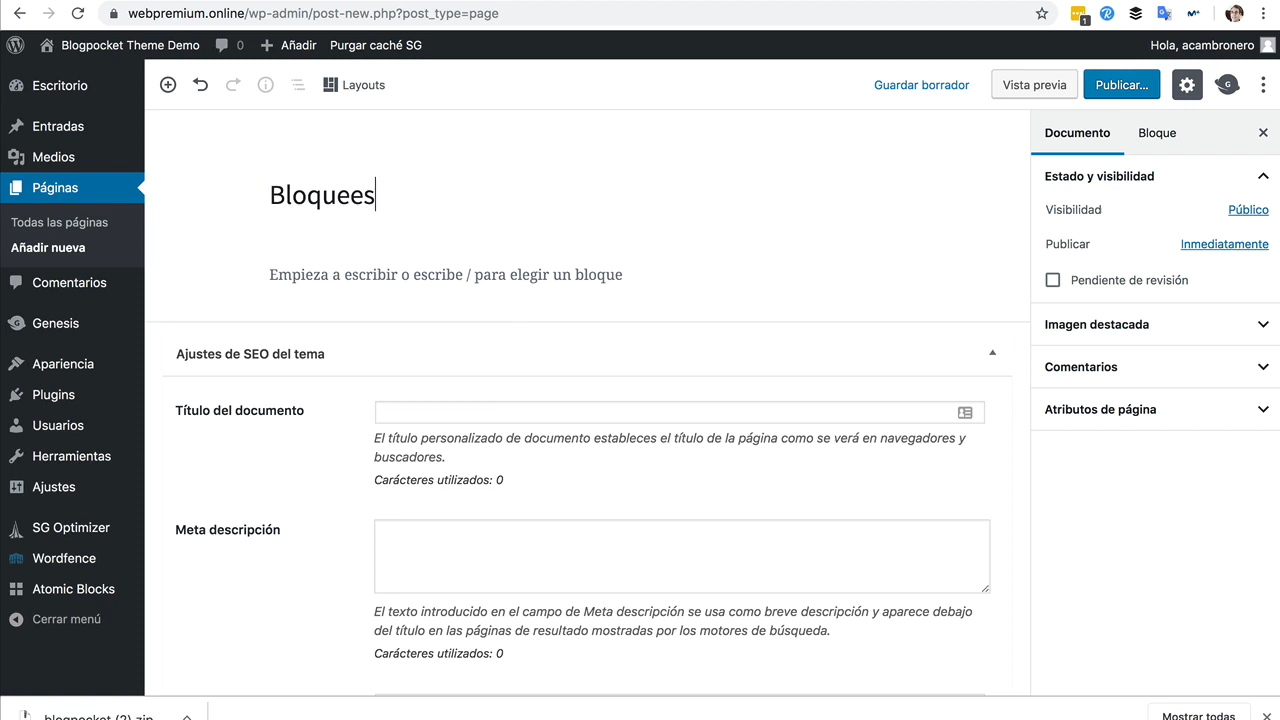 webpremium.online/wp-admin/post-new.php?post_type=page
1
Blogpocket Theme Demo 0 Añadir Purgar caché SG Hola, acambronero
Escritorio
Entradas
Medios
Páginas
Todas las páginas
Añadir nueva
Comentarios
Genesis
Apariencia
Plugins
Usuarios
Herramientas
Ajustes
SG Optimizer
Wordfence
Atomic Blocks
Cerrar menú
Layouts Guardar borrador Vista previa Publicar...
Bloquees
Empieza a escribir o escribe / para elegir un bloque
Ajustes de SEO del tema
Título del documento
El título personalizado de documento estableces el título de la página como se verá en navegadores y
buscadores.
Carácteres utilizados: 0
Meta descripción
El texto introducido en el campo de Meta descripción se usa como breve descripción y aparece debajo
del título en las páginas de resultado mostradas por los motores de búsqueda.
Carácteres utilizados: 0
Documento Bloque
Estado y visibilidad
Visibilidad Público
Publicar Inmediatamente
Pendiente de revisión
Imagen destacada
Comentarios
Atributos de página
blogpocket (2).zip Mostrar todas